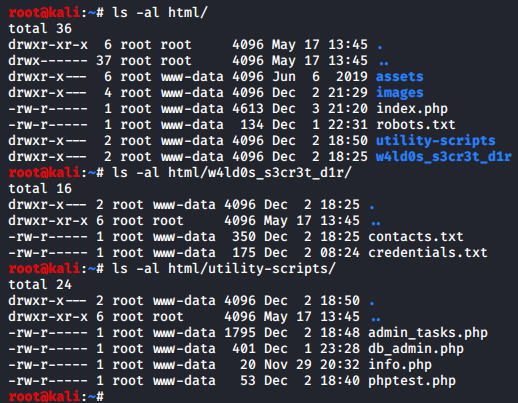 root@kali:~# ls -al html/
total 36
drwxr-xr-x  6 root root     4096 May 17 13:45 .
drwx------ 37 root root     4096 May 17 13:45 ..
drwxr-x---  6 root www-data 4096 Jun  6  2019 assets
drwxr-x---  4 root www-data 4096 Dec  2 21:29 images
-rw-r-----  1 root www-data 4613 Dec  3 21:20 index.php
-rw-r-----  1 root www-data  134 Dec  1 22:31 robots.txt
drwxr-x---  2 root www-data 4096 Dec  2 18:50 utility-scripts
drwxr-x---  2 root www-data 4096 Dec  2 18:25 w4ld0s_s3cr3t_d1r
root@kali:~# ls -al html/w4ld0s_s3cr3t_d1r/
total 16
drwxr-x--- 2 root www-data 4096 Dec  2 18:25 .
drwxr-xr-x 6 root root     4096 May 17 13:45 ..
-rw-r----- 1 root www-data  350 Dec  2 18:25 contacts.txt
-rw-r----- 1 root www-data  175 Dec  2 08:24 credentials.txt
root@kali:~# ls -al html/utility-scripts/
total 24
drwxr-x--- 2 root www-data 4096 Dec  2 18:50 .
drwxr-xr-x 6 root root     4096 May 17 13:45 ..
-rw-r----- 1 root www-data 1795 Dec  2 18:48 admin_tasks.php
-rw-r----- 1 root www-data  401 Dec  1 23:28 db_admin.php
-rw-r----- 1 root www-data   20 Nov 29 20:32 info.php
-rw-r----- 1 root www-data   53 Dec  2 18:40 phptest.php
root@kali:~#